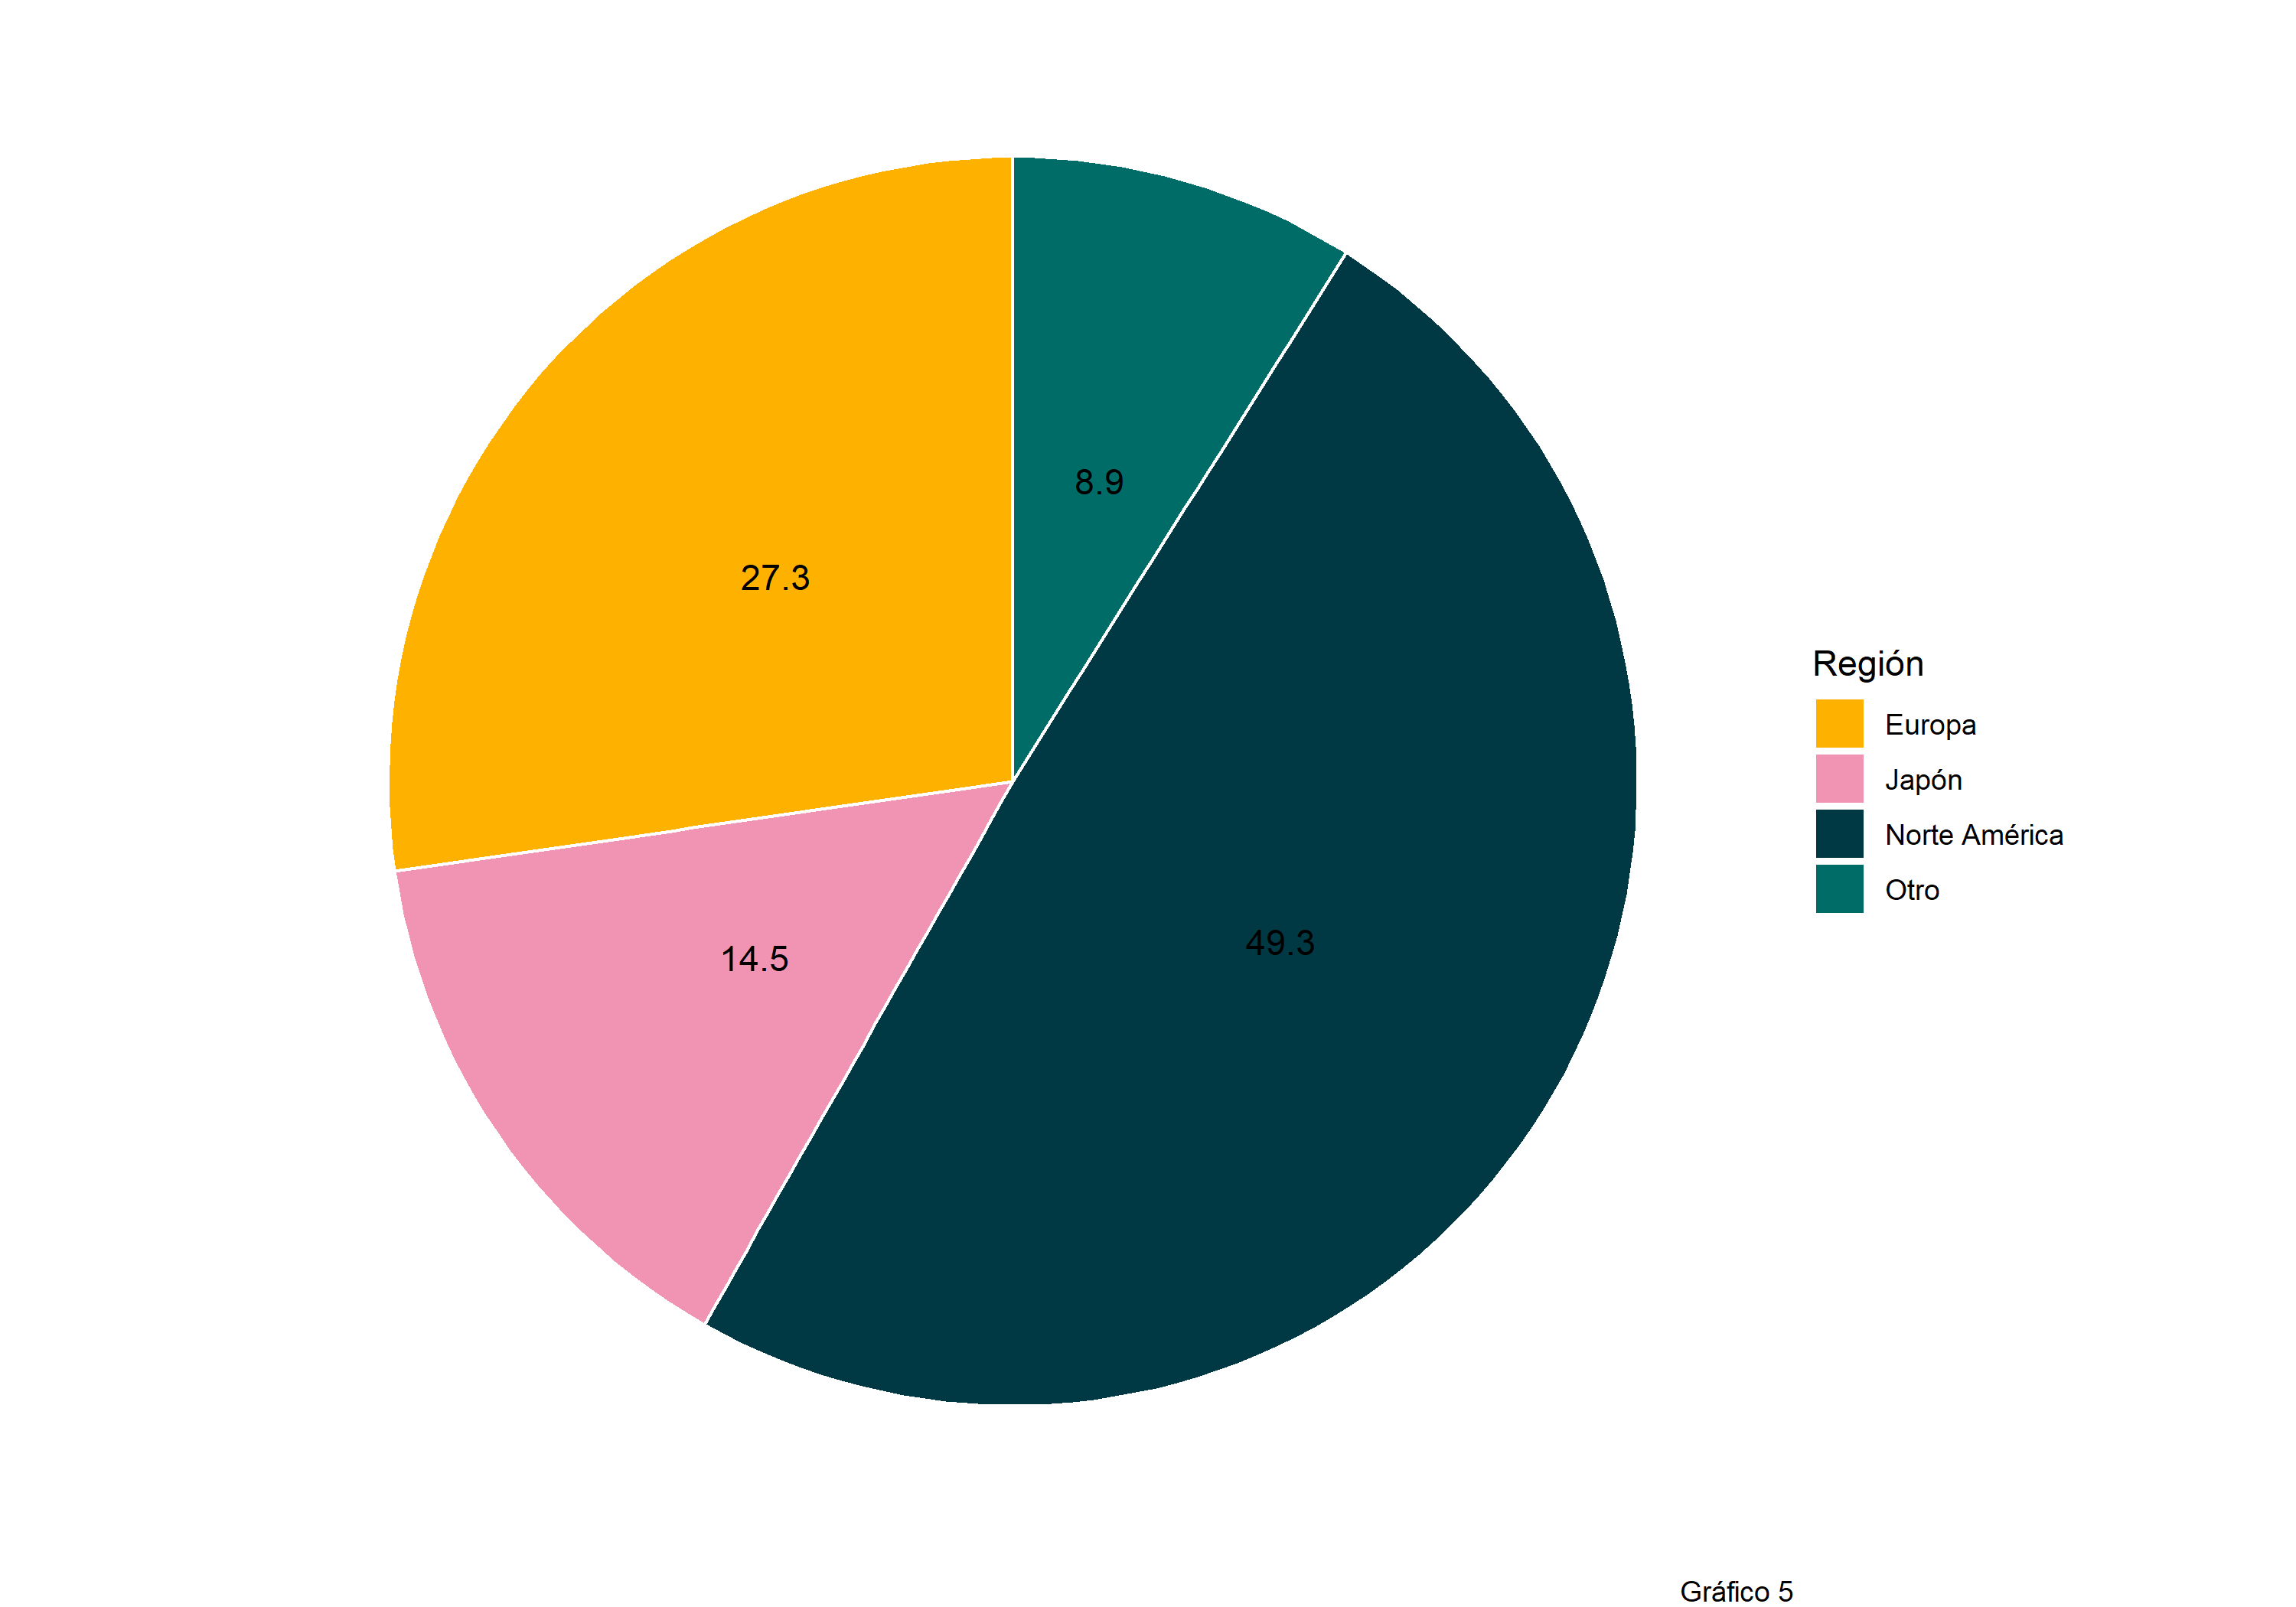 8.9
27.3
49.3
14.5
Región
Europa
Japón
Norte América
Otro
Gráfico 5